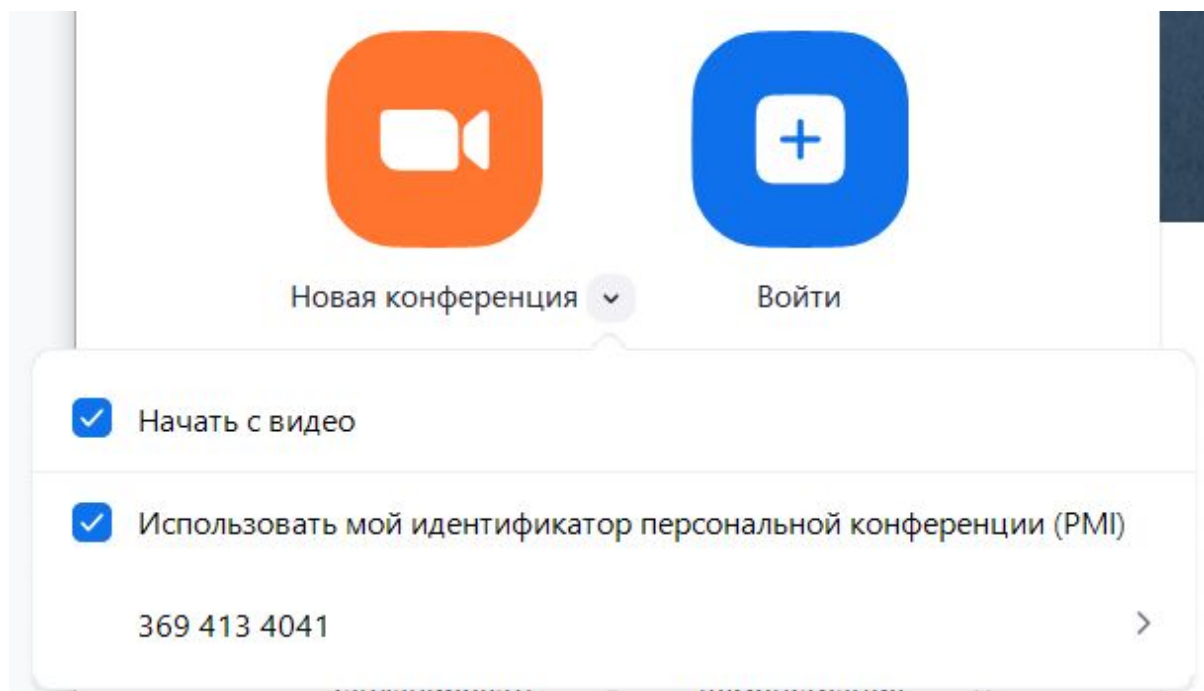 Новая конференция
Войти
Начать с видео
Использовать мой идентификатор персональной конференции (PMI)
369 413 4041